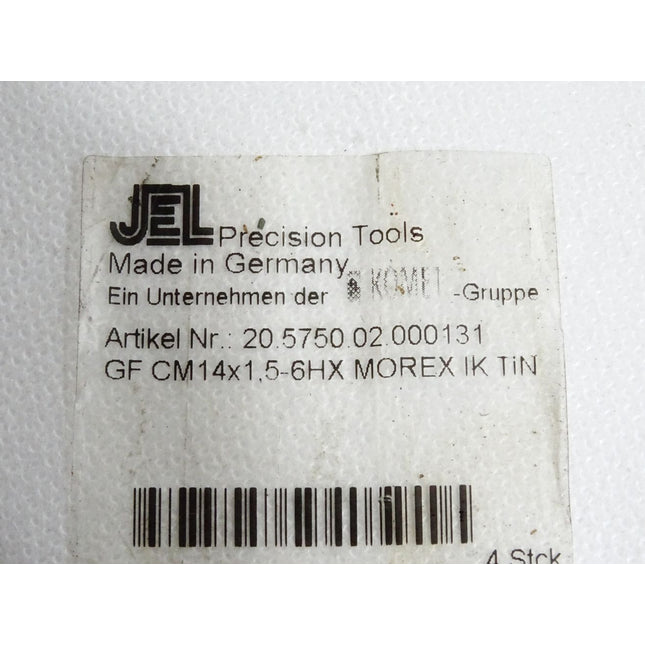 JEL Precision Tools
Made in Germany
Ein Unternehmen der KOMET -Gruppe
Artikel Nr.: 20.5750.02.000131
GF CM14x1,5-6HX MOREX IK TiN
4 Stck